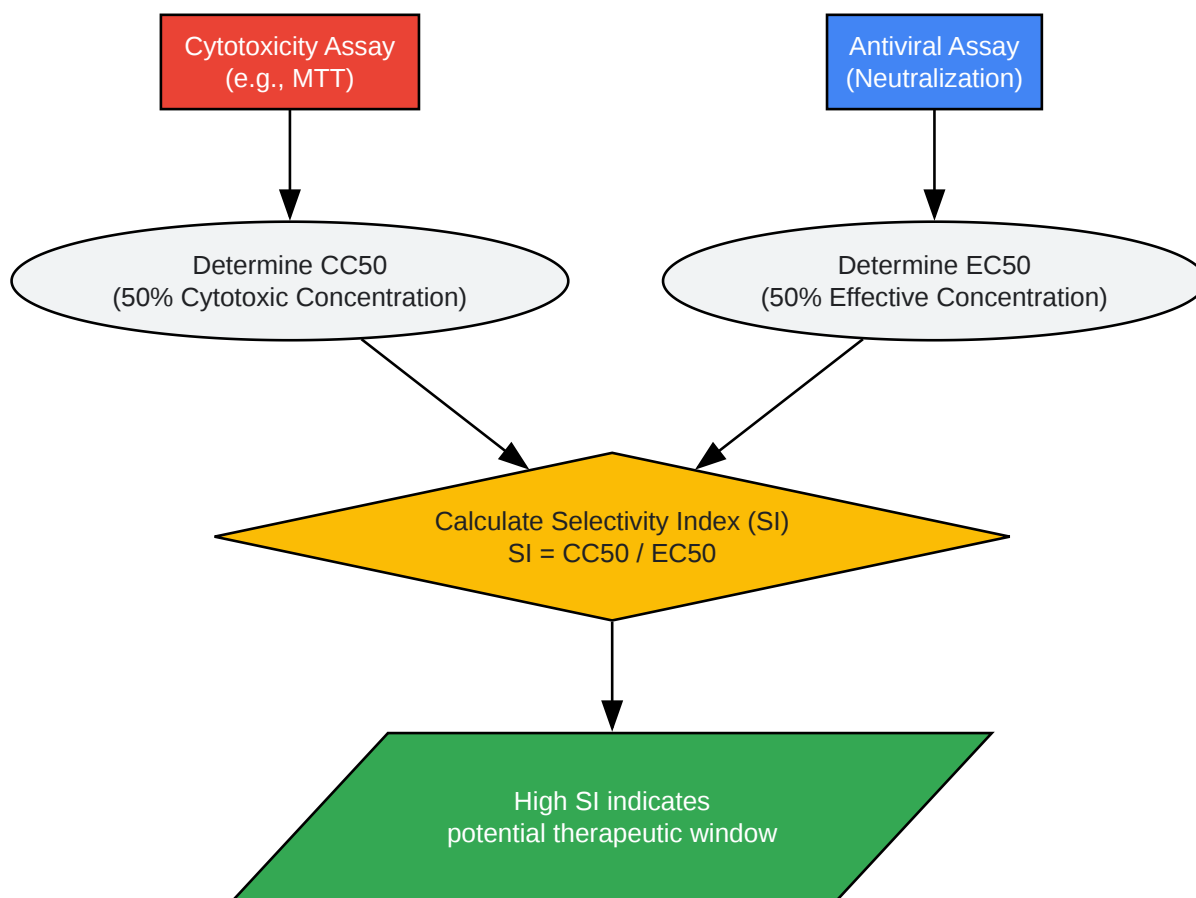 Cytotoxicity Assay
(e.g., MTT)
Antiviral Assay
(Neutralization)
Determine CC50
(50% Cytotoxic Concentration)
Determine EC50
(50% Effective Concentration)
Calculate Selectivity Index (SI)
SI = CC50 / EC50
High SI indicates
potential therapeutic window